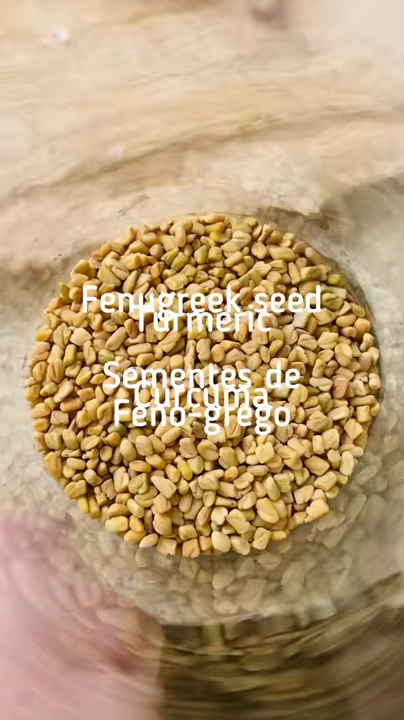 Fenugreek seed
Turmeric
Sementes de
Curcuma
Feno-grego